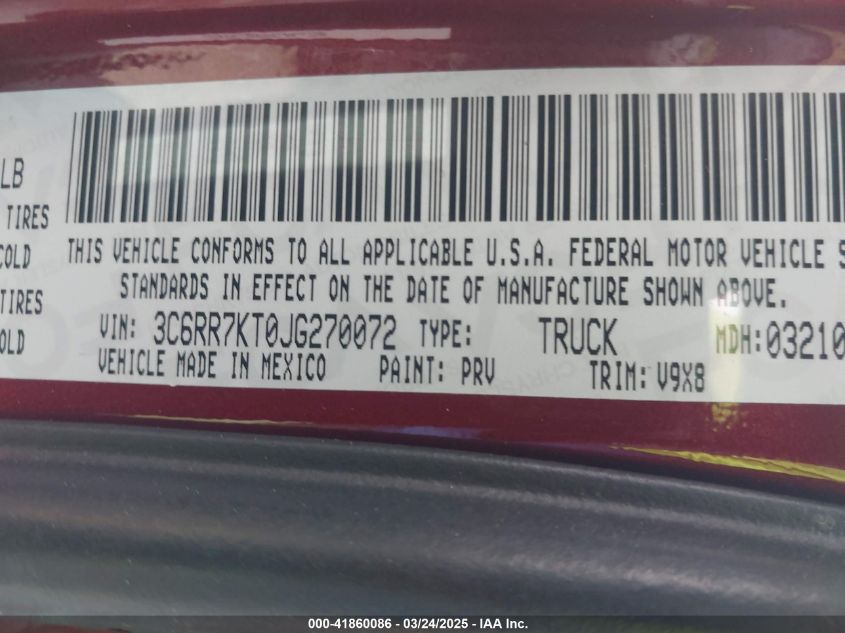 LB
TIRES
COLD
TIRES
OLD
THIS VEHICLE CONFORMS TO ALL APPLICABLE U.S.A. FEDERAL MOTOR VEHICLE S
STANDARDS IN EFFECT ON THE DATE OF MANUFACTURE SHOWN ABOVE.
VIN: 3C6RR7KT0JG270072 TYPE: TRUCK MDH:03210
VEHICLE MADE IN MEXICO PAINT: PRV TRIM: V9X8
000-41860086 - 03/24/2025 - IAA Inc.